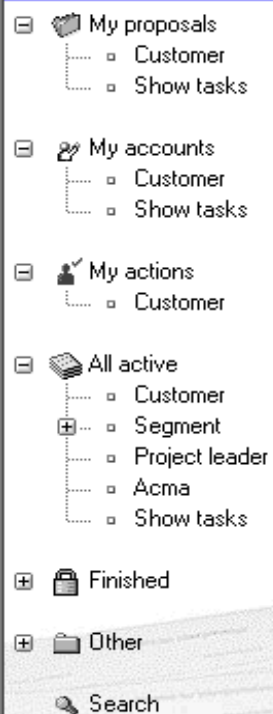 My proposals
Customer
Show tasks
My accounts
Customer
Show tasks
My actions
Customer
All active
Customer
Segment
Project leader
Acma
Show tasks
Finished
Other
Search